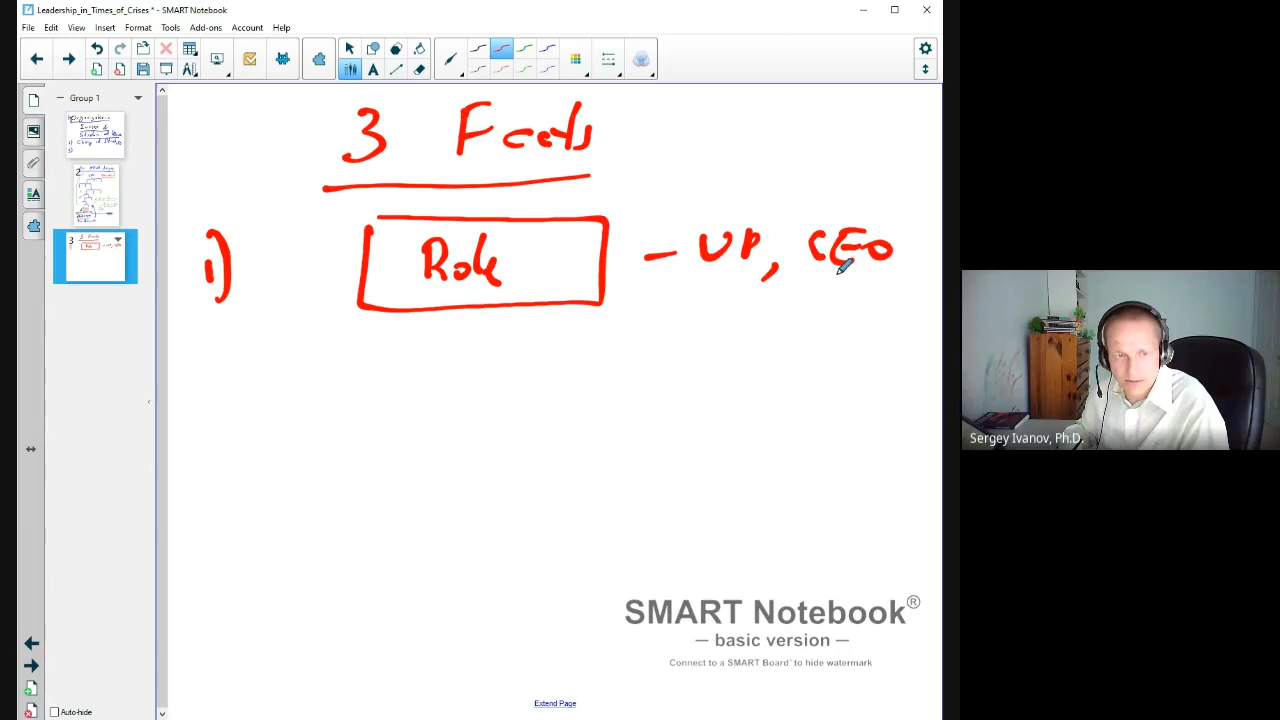 Leadership_in_Times_of_Crises * - SMART Notebook
File Edit View Insert Format Tools Add-ons Account Help
Group 1
3 Facets
1) Role – VP, CEO
Sergey Ivanov, Ph.D.
SMART Notebook®
— basic version —
Connect to a SMART Board™ to hide watermark
Extend Page
Auto-hide